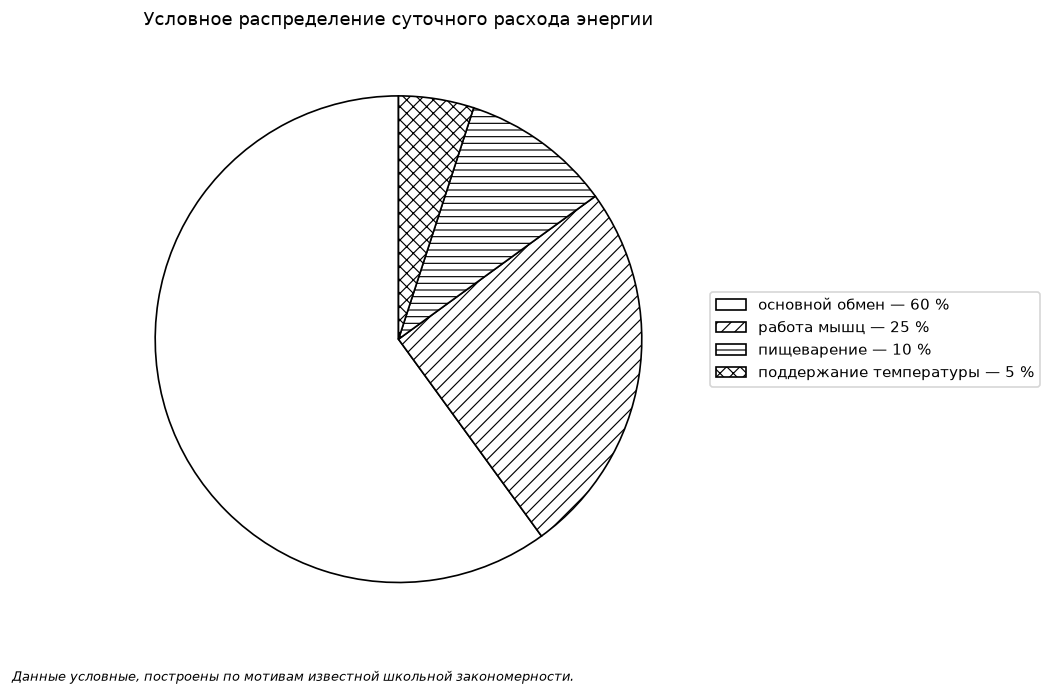 Условное распределение суточного расхода энергии
основной обмен — 60 %
работа мышц — 25 %
пищеварение — 10 %
поддержание температуры — 5 %
Данные условные, построены по мотивам известной школьной закономерности.